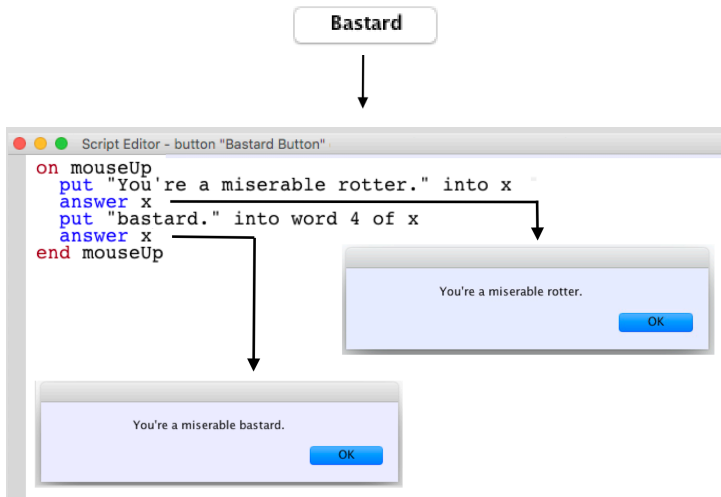 Bastard
Script Editor - button "Bastard Button"
on mouseUp
put "You're a miserable rotter." into x
answer x
put "bastard." into word 4 of x
answer x
end mouseUp
You're a miserable rotter.
OK
You're a miserable bastard.
OK